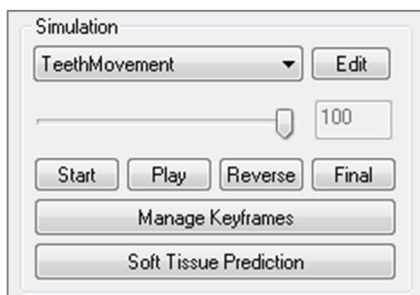 Simulation
TeethMovement Edit
100
Start Play Reverse Final
Manage Keyframes
Soft Tissue Prediction